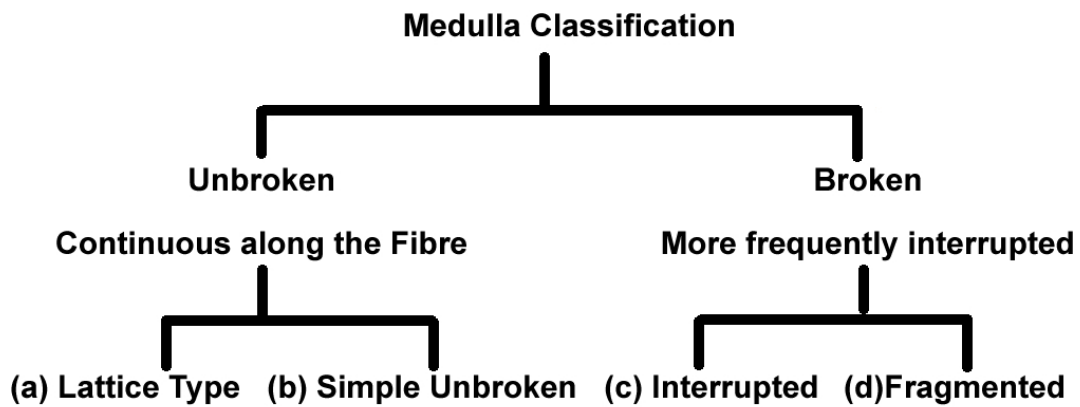 Medulla Classification
Unbroken
Broken
Continuous along the Fibre
More frequently interrupted
(a) Lattice Type
(b) Simple Unbroken
(c) Interrupted
(d)Fragmented